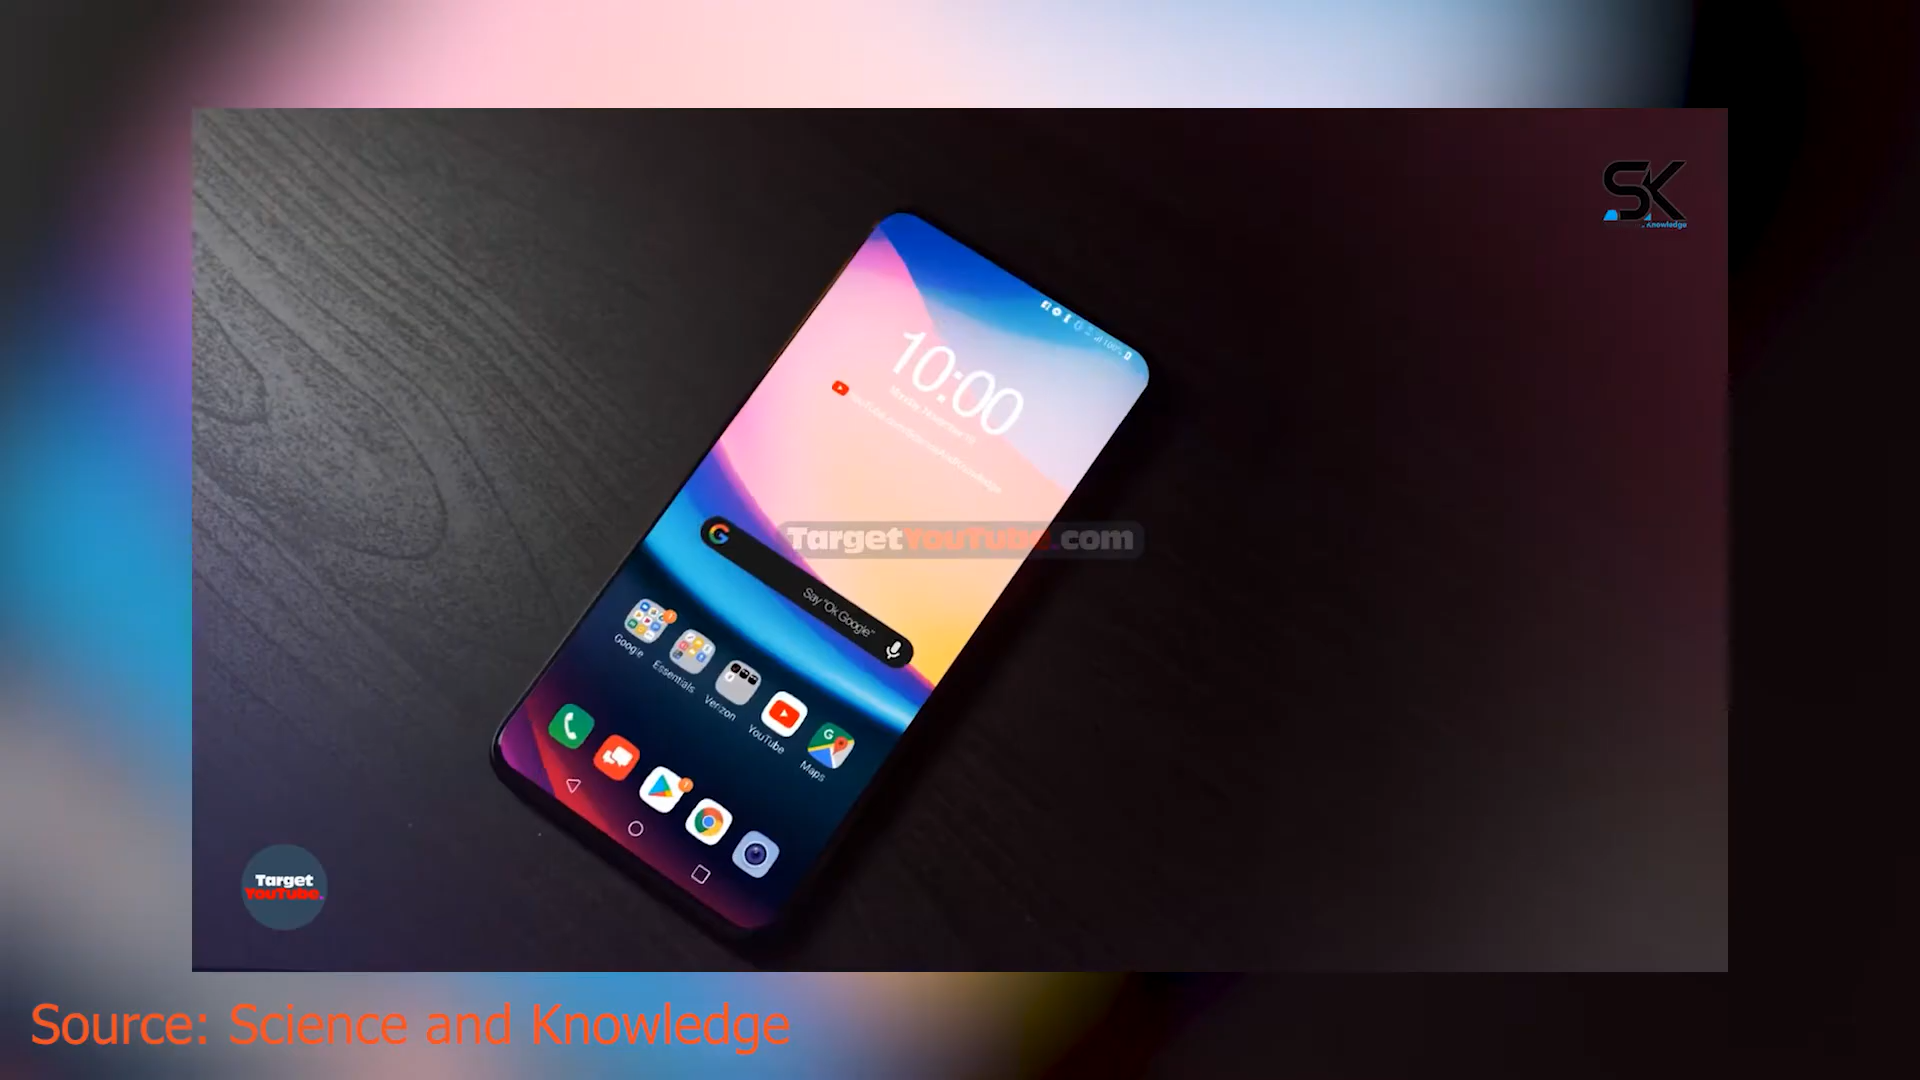 SK
Knowledge
10:00
TargetYouTube.com
Say "Ok Google"
Google
Essentials
Verizon
YouTube
Maps
Target
YouTube.
Source: Science and Knowledge